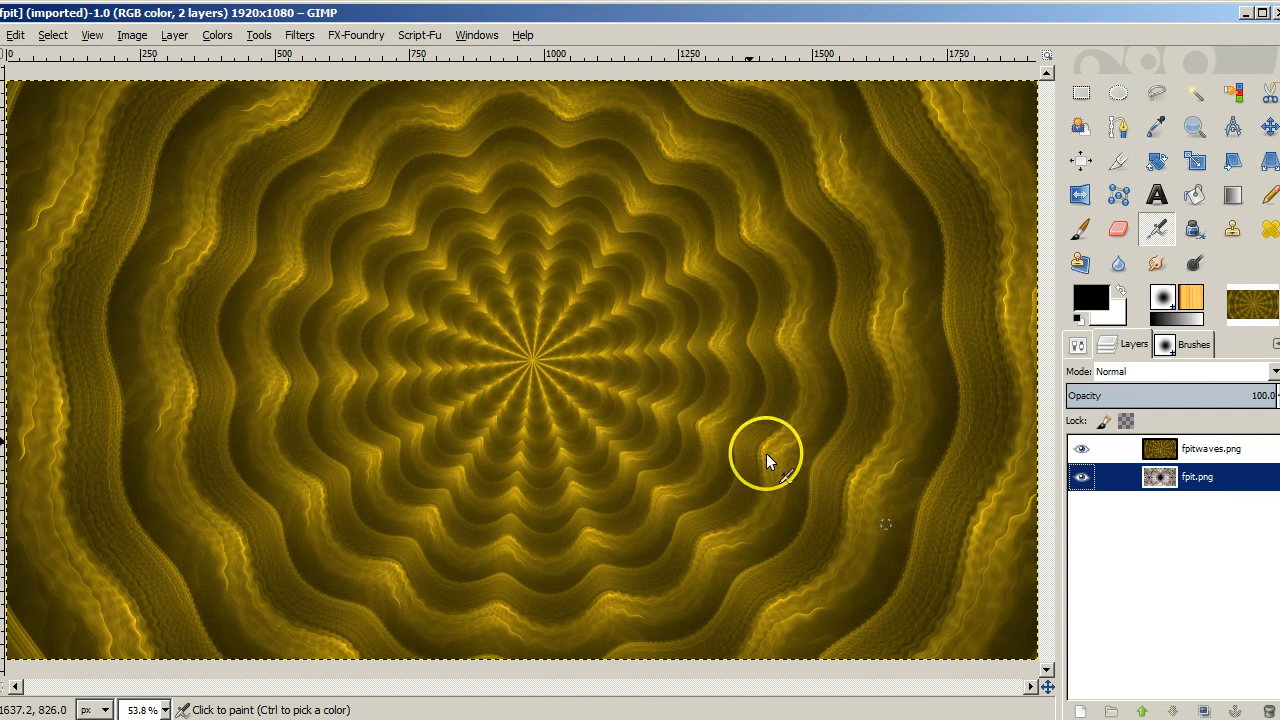 fpit] (imported)-1.0 (RGB color, 2 layers) 1920x1080 – GIMP
Edit Select View Image Layer Colors Tools Filters FX-Foundry Script-Fu Windows Help
0 250 500 750 1000 1250 1500 1750
Layers Brushes
Mode: Normal
Opacity 100.0
Lock:
fpitwaves.png
fpit.png
1637.2, 826.0 px 53.8 % Click to paint (Ctrl to pick a color)